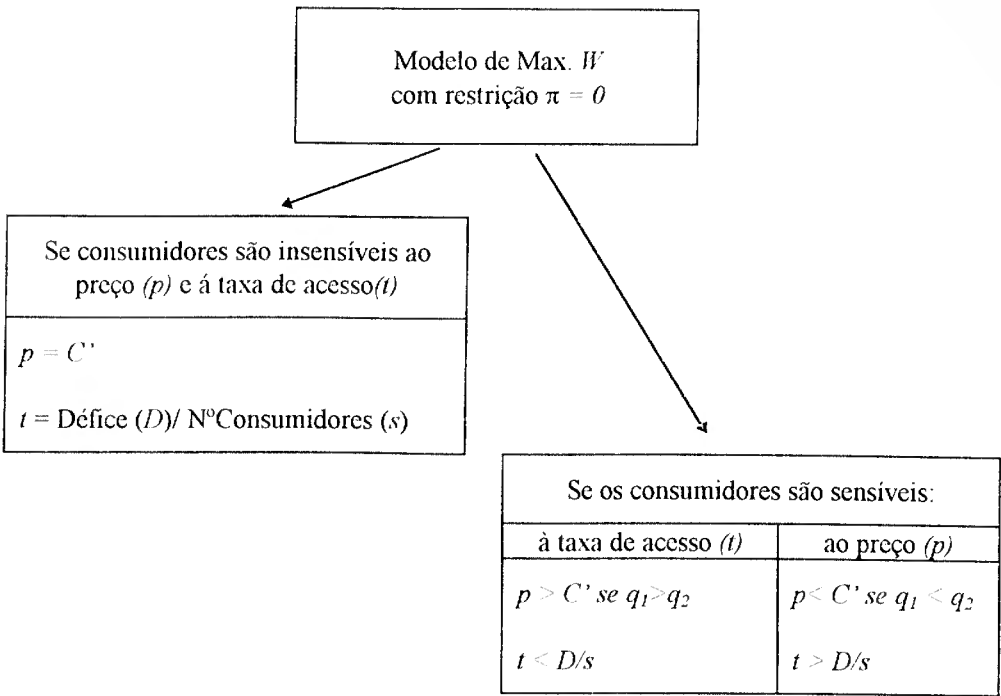 Modelo de Max. W
com restrição π = 0
Se consumidores são insensíveis ao
preço (p) e á taxa de acesso(t)
p = C'
t = Défice (D)/ NºConsumidores (s)
Se os consumidores são sensíveis:
à taxa de acesso (t)
ao preço (p)
p > C' se q₁>q₂
p< C' se q₁ < q₂
t < D/s
t > D/s